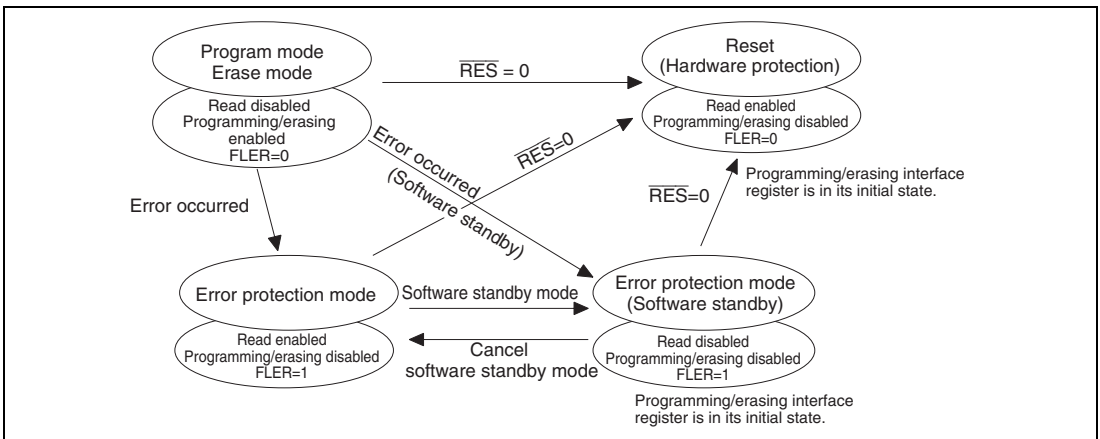 Program mode
Erase mode
Read disabled
Programming/erasing
enabled
FLER=0
R̅E̅S̅ = 0
Reset
(Hardware protection)
Read enabled
Programming/erasing disabled
FLER=0
Programming/erasing interface
register is in its initial state.
Error occurred
(Software standby)
R̅E̅S̅=0
R̅E̅S̅=0
Error occurred
Error protection mode
Read enabled
Programming/erasing disabled
FLER=1
Software standby mode
Cancel
software standby mode
Error protection mode
(Software standby)
Read disabled
Programming/erasing disabled
FLER=1
Programming/erasing interface
register is in its initial state.